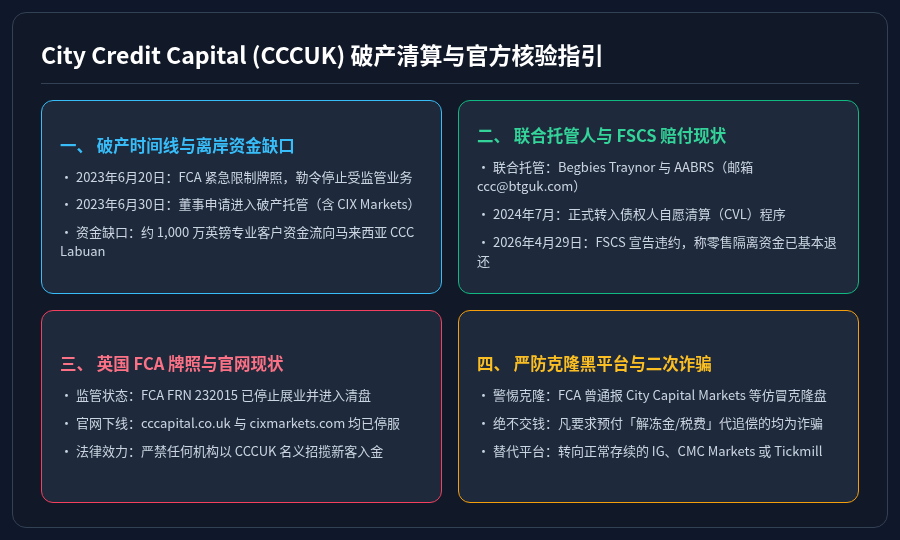 City Credit Capital (CCCUK) 破产清算与官方核验指引
一、 破产时间线与离岸资金缺口
• 2023年6月20日：FCA 紧急限制牌照，勒令停止受监管业务
• 2023年6月30日：董事申请进入破产托管（含 CIX Markets）
• 资金缺口：约 1,000 万英镑专业客户资金流向马来西亚 CCC
Labuan
二、 联合托管人与 FSCS 赔付现状
• 联合托管：Begbies Traynor 与 AABRS（邮箱
ccc@btguk.com）
• 2024年7月：正式转入债权人自愿清算（CVL）程序
• 2026年4月29日：FSCS 宣告违约，称零售隔离资金已基本退
还
三、 英国 FCA 牌照与官网现状
• 监管状态：FCA FRN 232015 已停止展业并进入清盘
• 官网下线：cccapital.co.uk 与 cixmarkets.com 均已停服
• 法律效力：严禁任何机构以 CCCUK 名义招揽新客入金
四、 严防克隆黑平台与二次诈骗
• 警惕克隆：FCA 曾通报 City Capital Markets 等仿冒克隆盘
• 绝不交钱：凡要求预付「解冻金/税费」代追偿的均为诈骗
• 替代平台：转向正常存续的 IG、CMC Markets 或 Tickmill